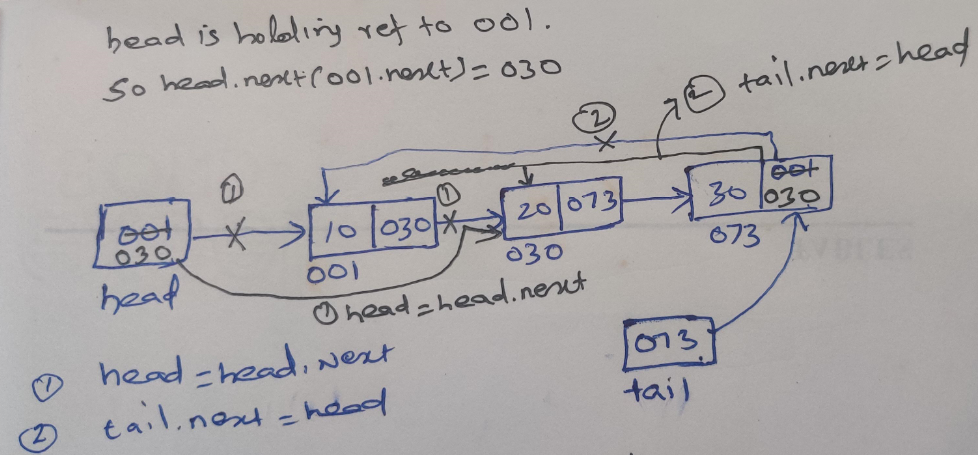 head is holding ref to 001.
So head.next(001.next)=030
② tail.next=head
②
①
①
001
030
head
10 030
001
20 073
030
30 001
030
073
① head=head.next
073
tail
① head=head.next
② tail.next=head